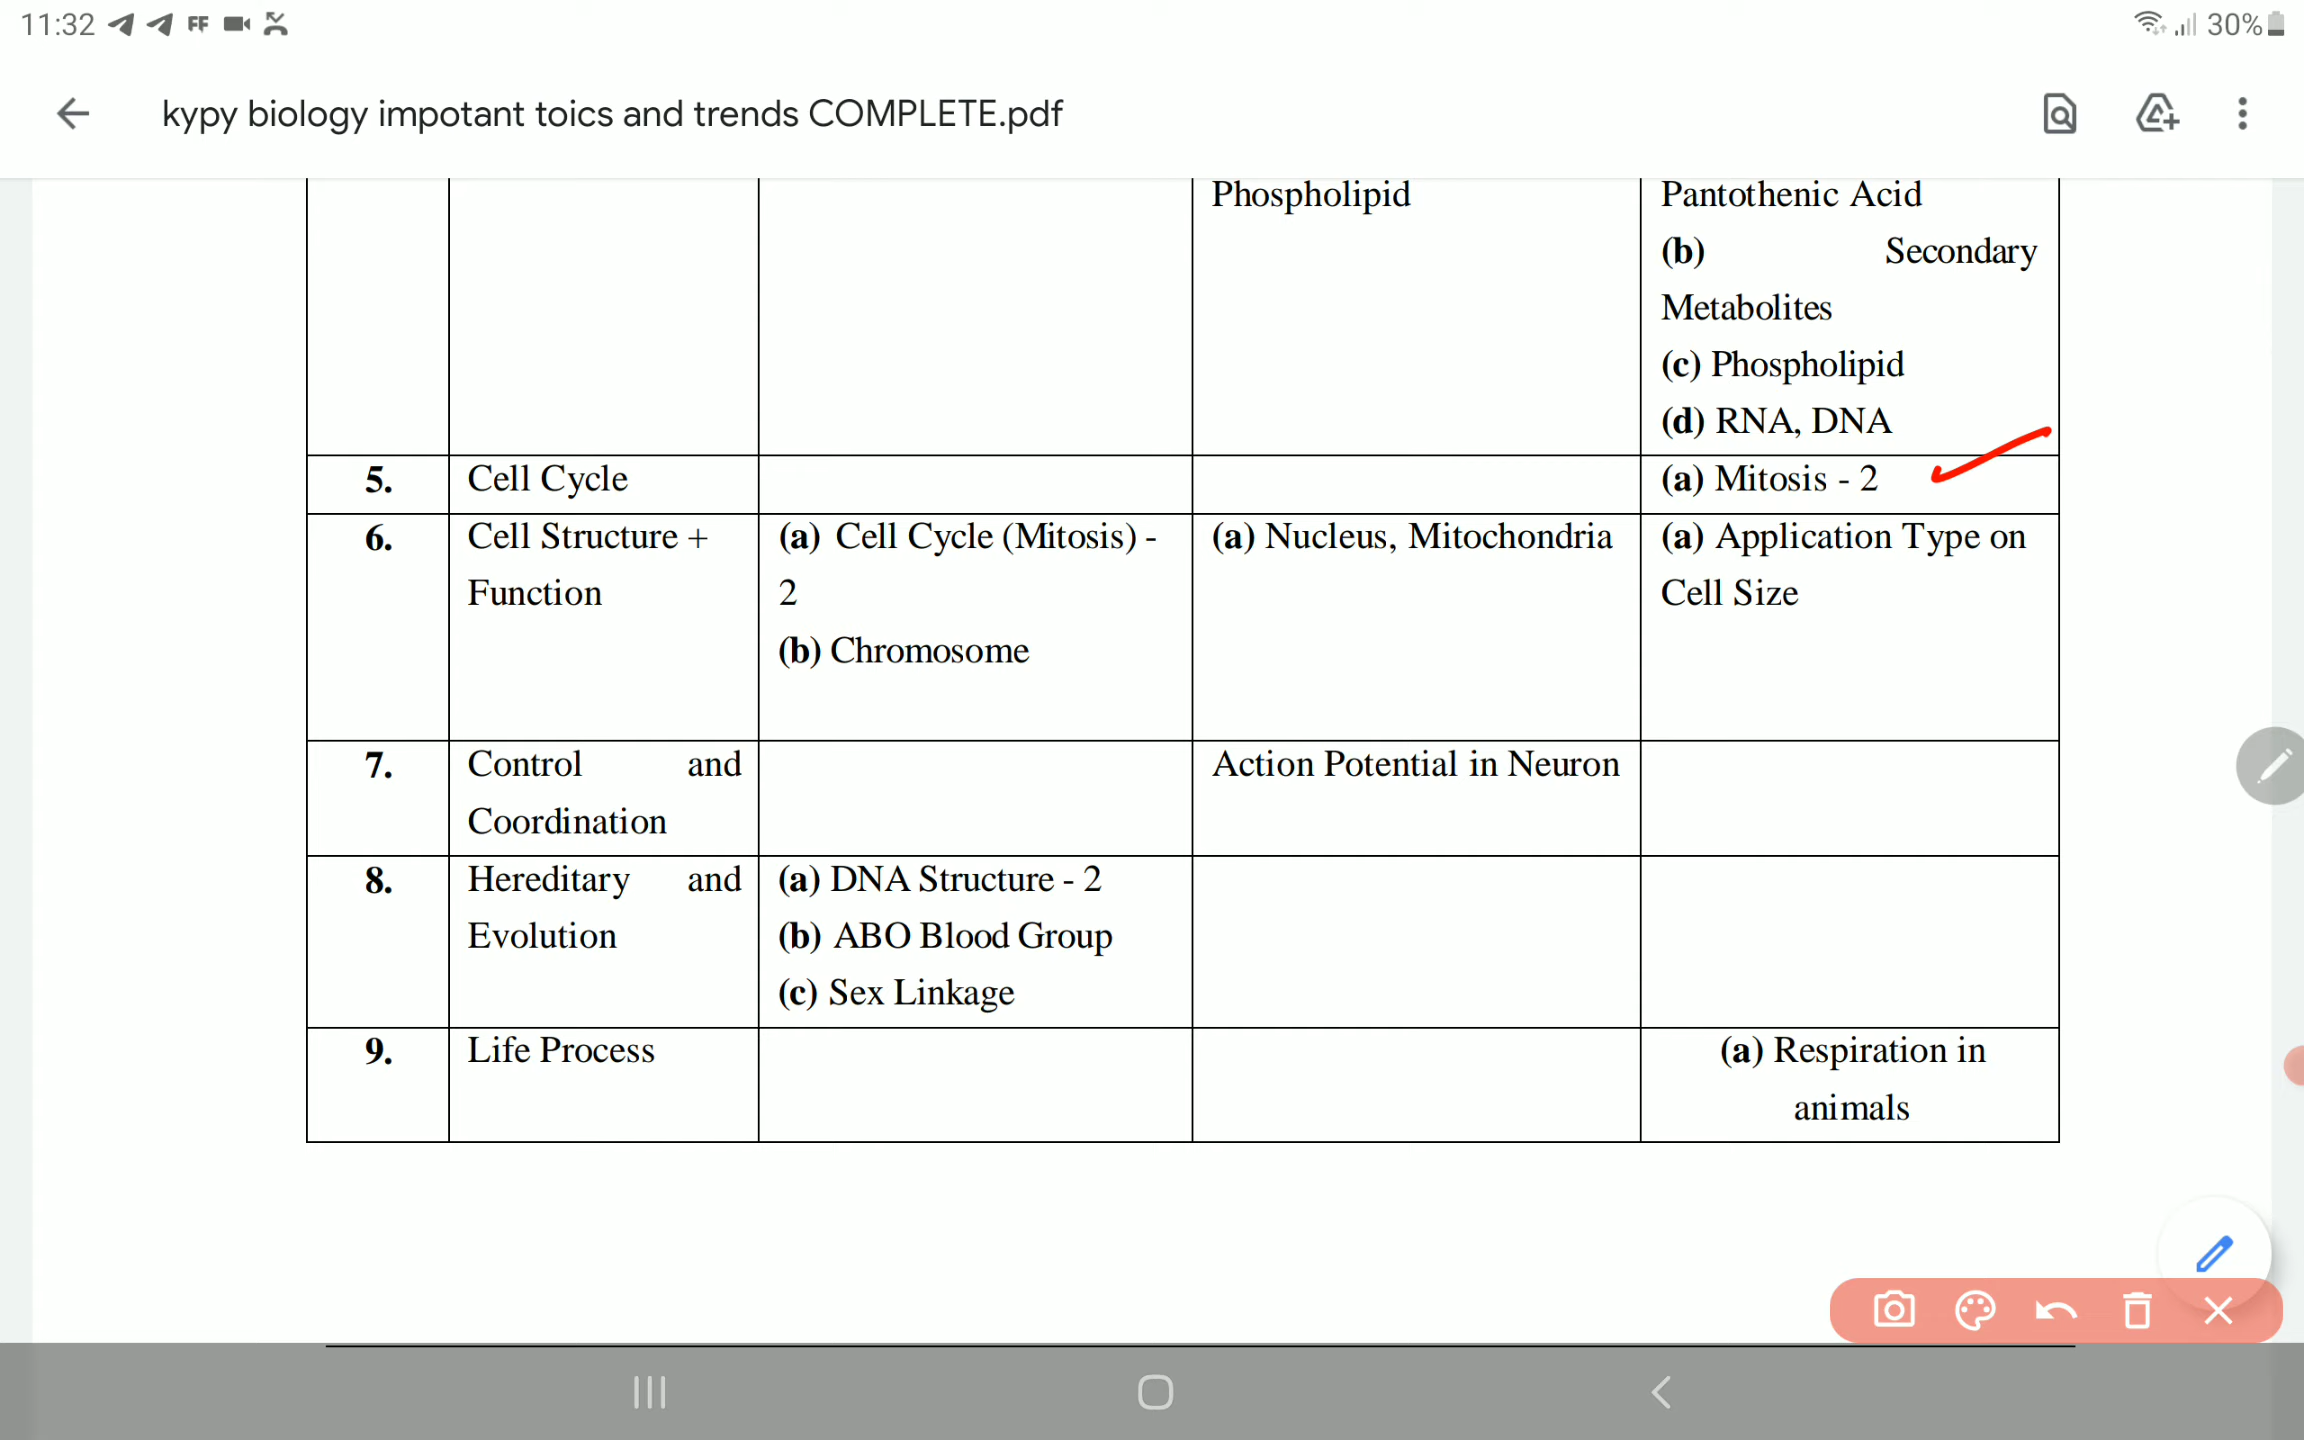 11:32 FF 30%
kypy biology impotant toics and trends COMPLETE.pdf
Phospholipid Pantothenic Acid
(b) Secondary
Metabolites
(c) Phospholipid
(d) RNA, DNA
5. Cell Cycle (a) Mitosis - 2
6. Cell Structure + (a) Cell Cycle (Mitosis) - (a) Nucleus, Mitochondria (a) Application Type on
Function 2 Cell Size
(b) Chromosome
7. Control and Action Potential in Neuron
Coordination
8. Hereditary and (a) DNA Structure - 2
Evolution (b) ABO Blood Group
(c) Sex Linkage
9. Life Process (a) Respiration in
animals